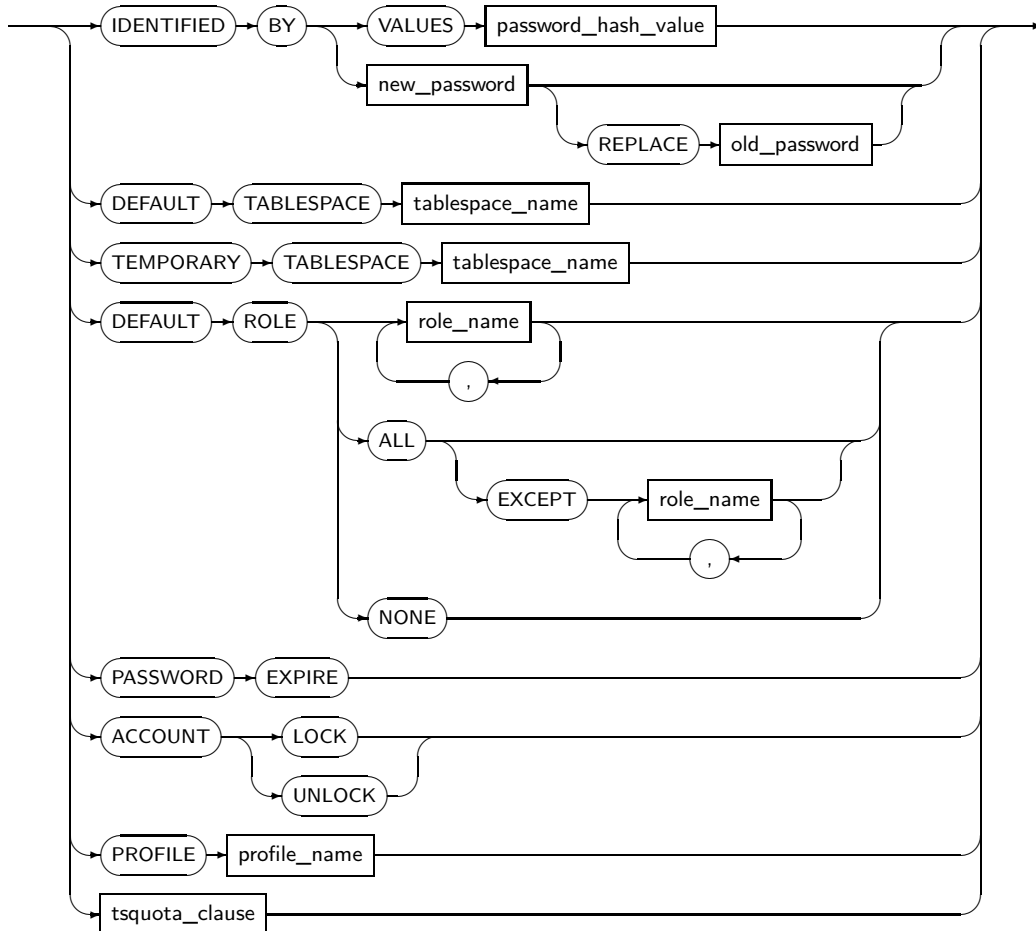 IDENTIFIED BY VALUES password_hash_value
new_password
REPLACE old_password
DEFAULT TABLESPACE tablespace_name
TEMPORARY TABLESPACE tablespace_name
DEFAULT ROLE role_name
,
ALL
EXCEPT role_name
,
NONE
PASSWORD EXPIRE
ACCOUNT LOCK
UNLOCK
PROFILE profile_name
tsquota_clause